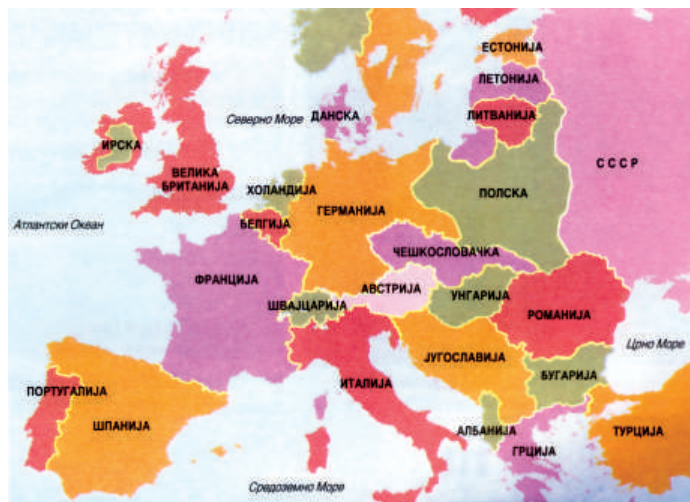 ЕСТОНИЈА
ЛЕТОНИЈА
Северно Море
ДАНСКА
ЛИТВАНИЈА
ИРСКА
ВЕЛИКА
БРИТАНИЈА
С С С Р
ХОЛАНДИЈА
ПОЛСКА
ГЕРМАНИЈА
Атлантски Океан
БЕЛГИЈА
ЧЕШКОСЛОВАЧКА
ФРАНЦИЈА
АВСТРИЈА
УНГАРИЈА
ШВАЈЦАРИЈА
РОМАНИЈА
Црно Море
ЈУГОСЛАВИЈА
БУГАРИЈА
ПОРТУГАЛИЈА
ИТАЛИЈА
ШПАНИЈА
АЛБАНИЈА
ТУРЦИЈА
ГРЦИЈА
Средоземно Море